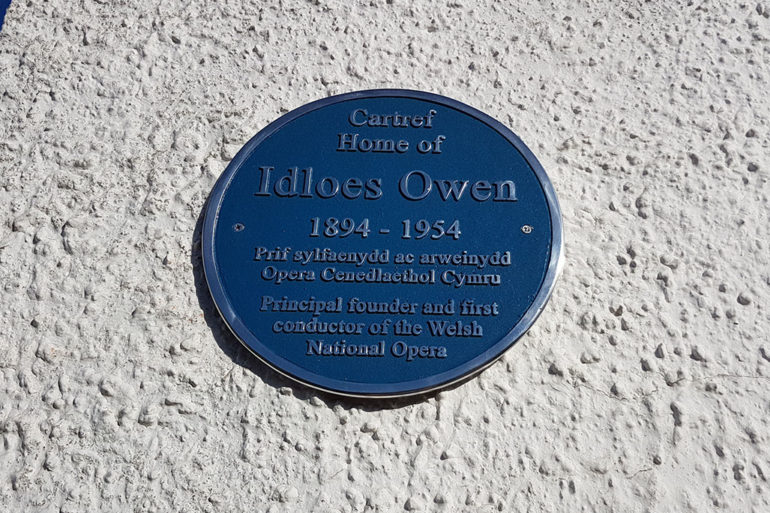 Cartref
Home of
Idloes Owen
1894 - 1954
Prif sylfaenydd ac arweinydd
Opera Cenedlaethol Cymru
Principal founder and first
conductor of the Welsh
National Opera